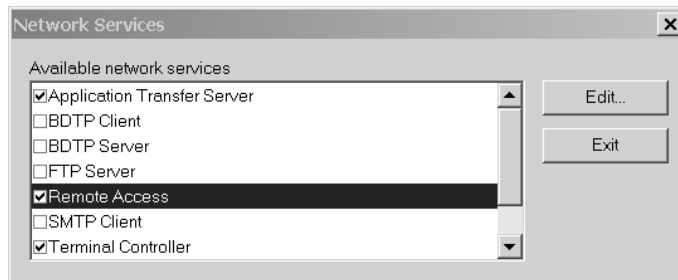 Network Services
Available network services
Application Transfer Server
BDTP Client
BDTP Server
FTP Server
Remote Access
SMTP Client
Terminal Controller
Edit...
Exit